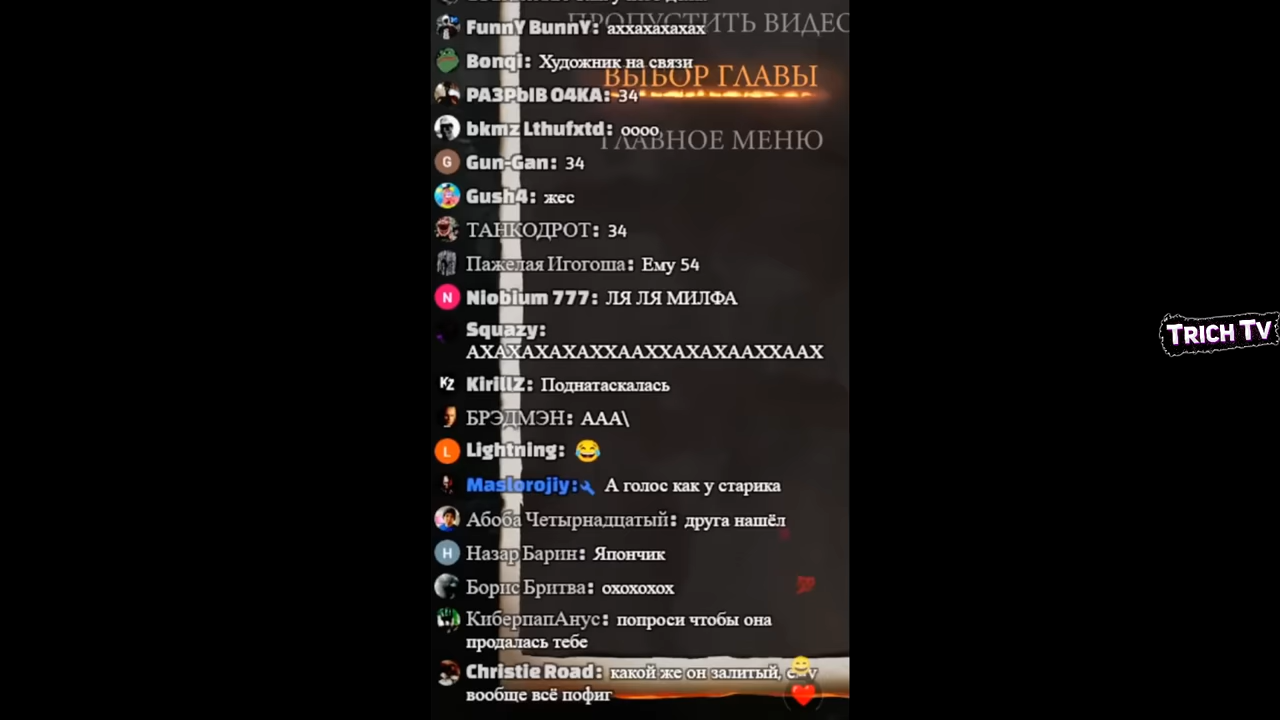 ПРОПУСТИТЬ ВИДЕО
FunnY BunnY: аххахахахах
Bonqi: Художник на связи
ВЫБОР ГЛАВЫ
PA3PbIB O4KA: 34
bkmz Lthufxtd: оооо
ГЛАВНОЕ МЕНЮ
G Gun-Gan: 34
Gush4: жес
ТАНКОДРОТ: 34
Пажелая Игогоша: Ему 54
N Niobium 777: ЛЯ ЛЯ МИЛФА
Squazy:
АХАХАХАХАХХААХХАХАХААХХААХ
KZ KirillZ: Поднатаскалась
БРЭДМЭН: ААА\
L Lightning: 😂
Maslorojiy: А голос как у старика
Trich Tv
Абоба Четырнадцатый: друга нашёл
Н Назар Барин: Япончик
Борис Бритва: охохохох
КиберпапАнус: попроси чтобы она
продалась тебе
Christie Road: какой же он залитый,
вообще всё пофиг